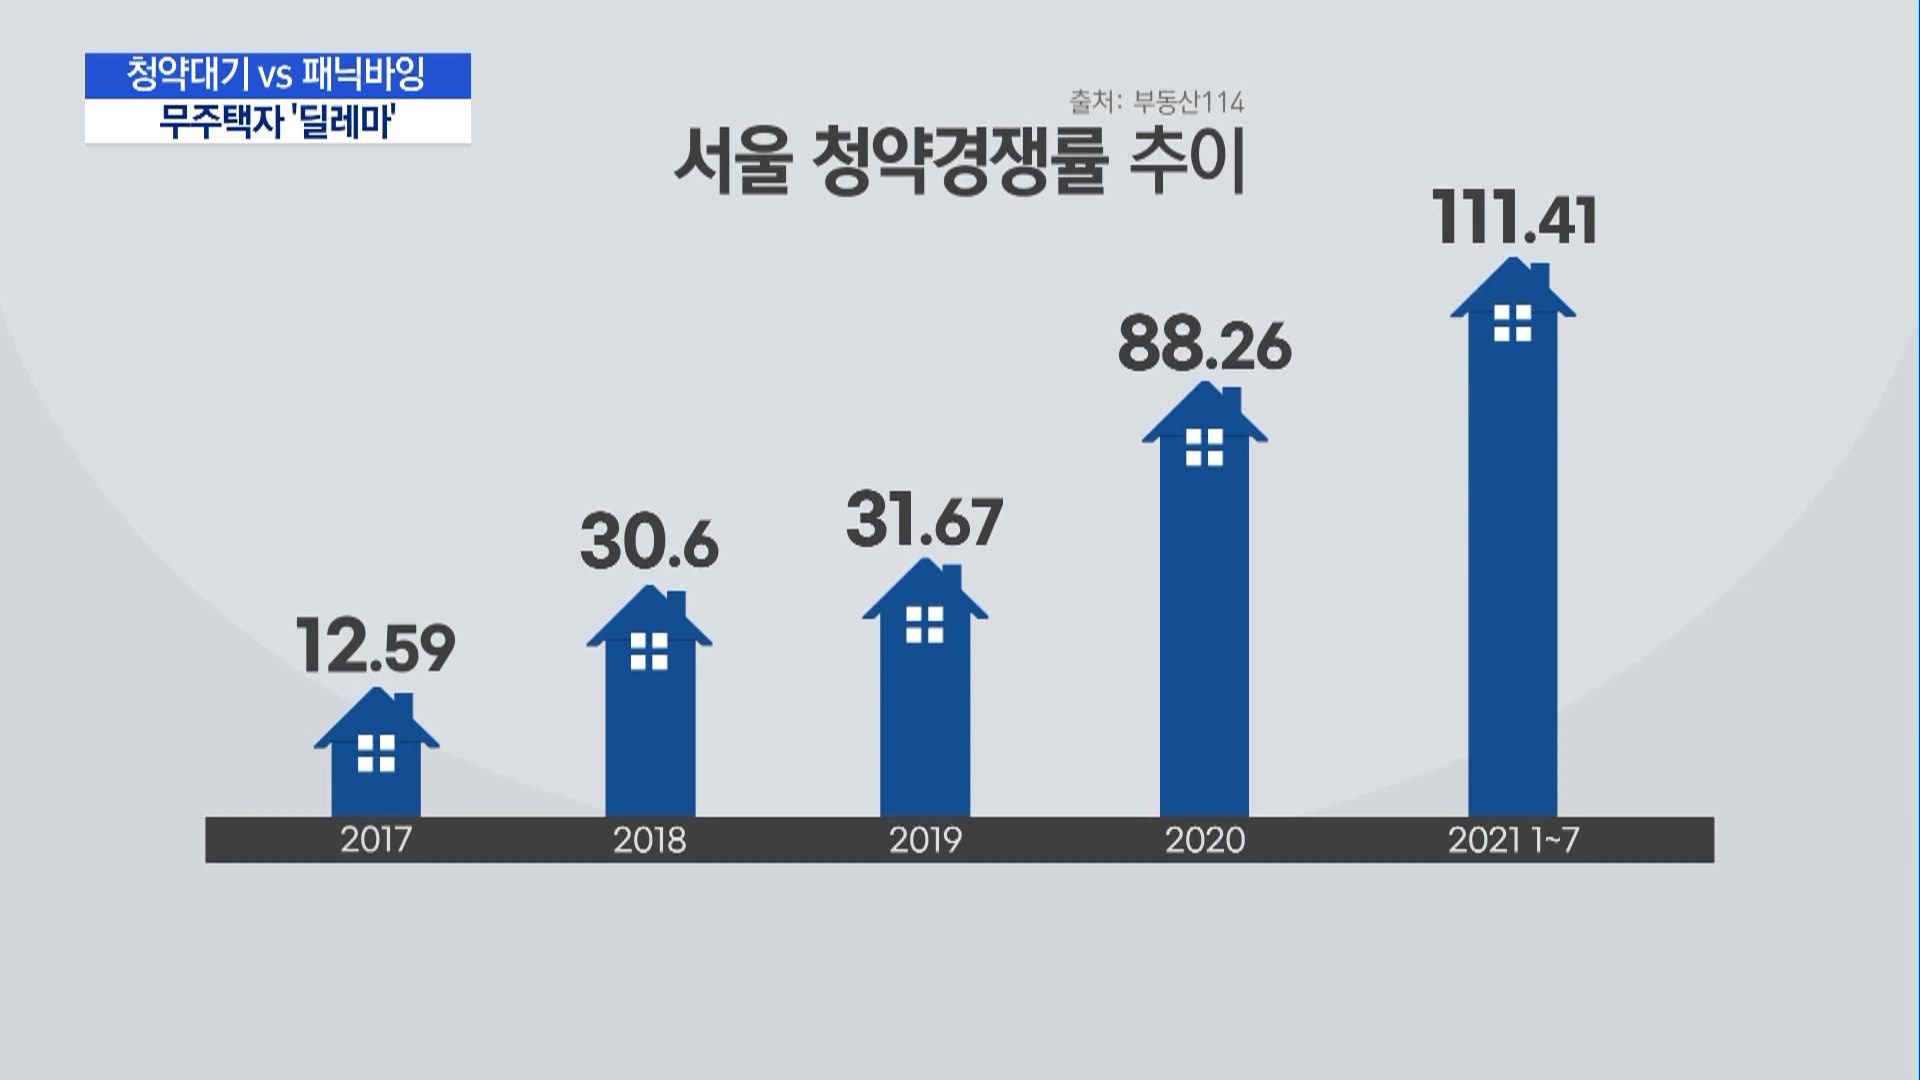 청약대기 vs 패닉바잉
무주택자 '딜레마'
출처: 부동산114
서울 청약경쟁률 추이
12.59
30.6
31.67
88.26
111.41
2017
2018
2019
2020
2021 1~7